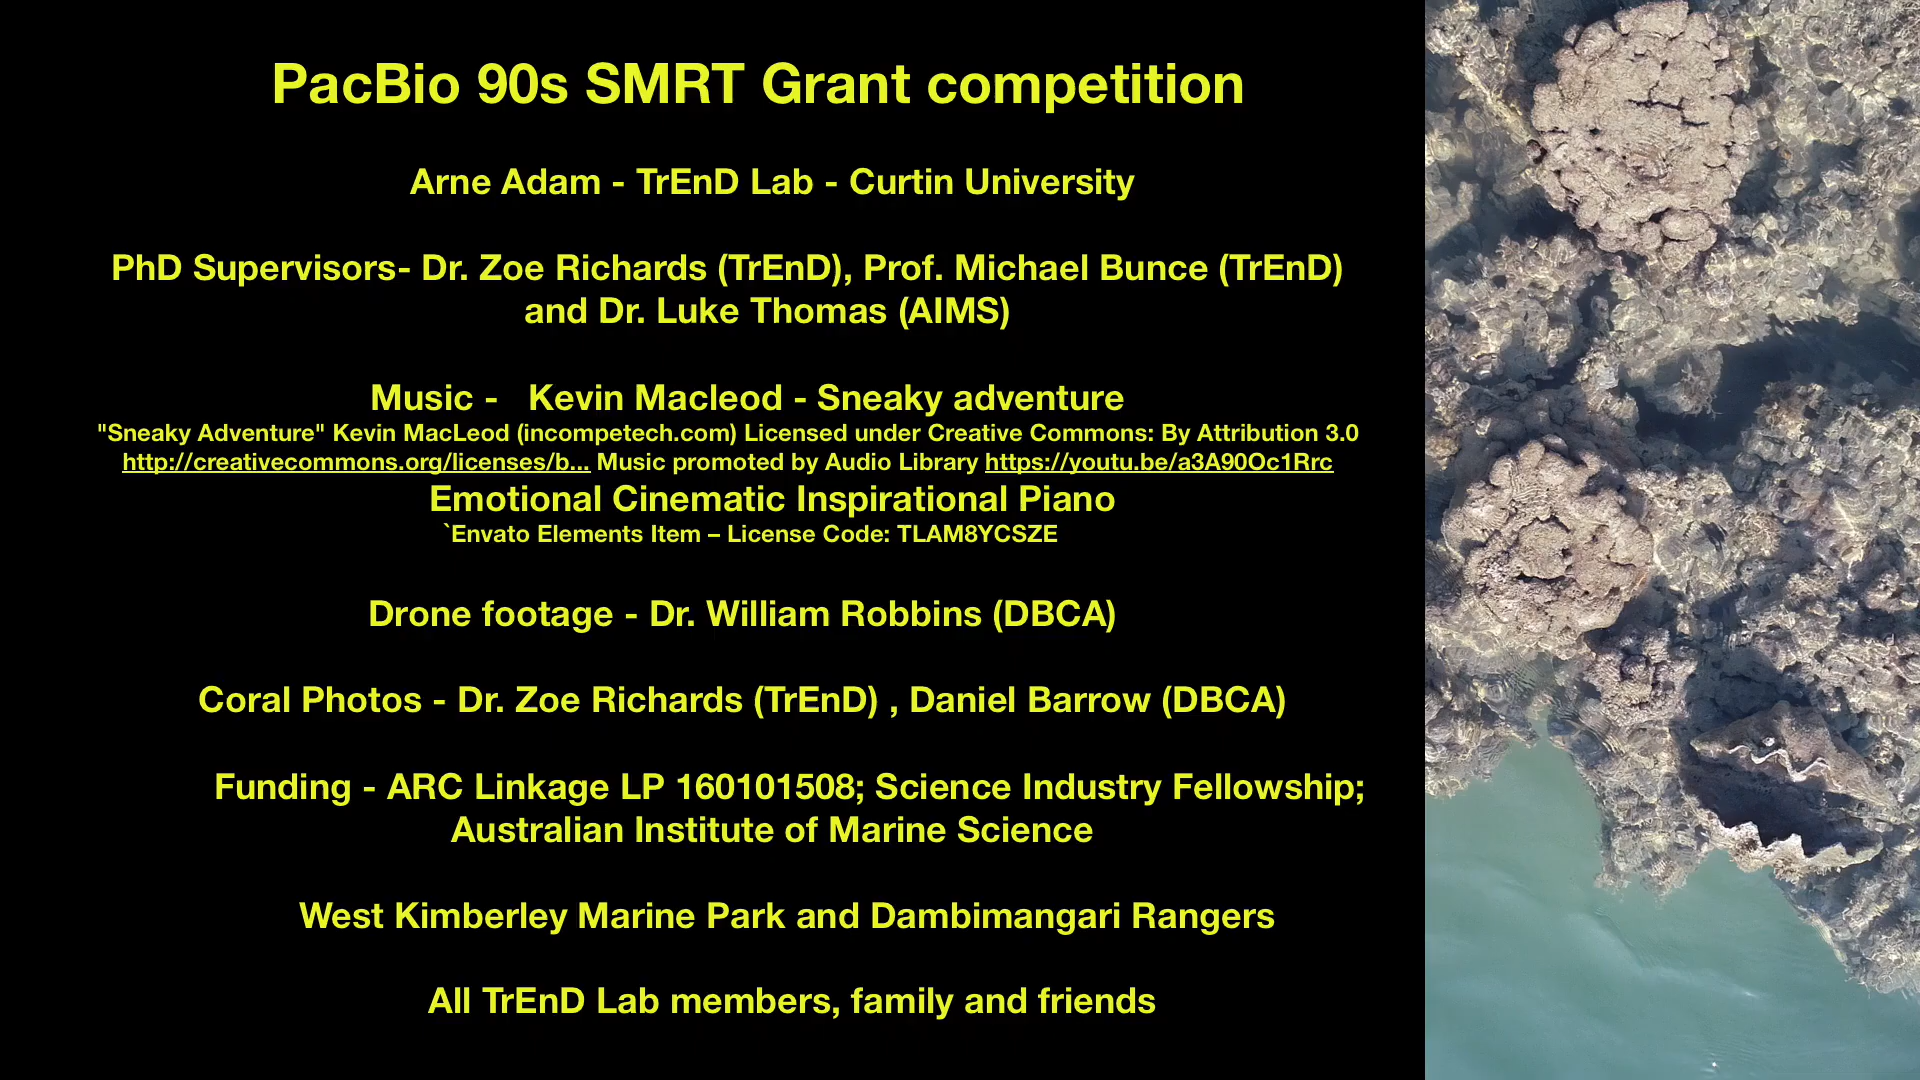 PacBio 90s SMRT Grant competition
Arne Adam - TrEnD Lab - Curtin University
PhD Supervisors- Dr. Zoe Richards (TrEnD), Prof. Michael Bunce (TrEnD)
and Dr. Luke Thomas (AIMS)
Music -   Kevin Macleod - Sneaky adventure
"Sneaky Adventure" Kevin MacLeod (incompetech.com) Licensed under Creative Commons: By Attribution 3.0
http://creativecommons.org/licenses/b... Music promoted by Audio Library https://youtu.be/a3A90Oc1Rrc
Emotional Cinematic Inspirational Piano
`Envato Elements Item – License Code: TLAM8YCSZE
Drone footage - Dr. William Robbins (DBCA)
Coral Photos - Dr. Zoe Richards (TrEnD) , Daniel Barrow (DBCA)
Funding - ARC Linkage LP 160101508; Science Industry Fellowship;
Australian Institute of Marine Science
West Kimberley Marine Park and Dambimangari Rangers
All TrEnD Lab members, family and friends